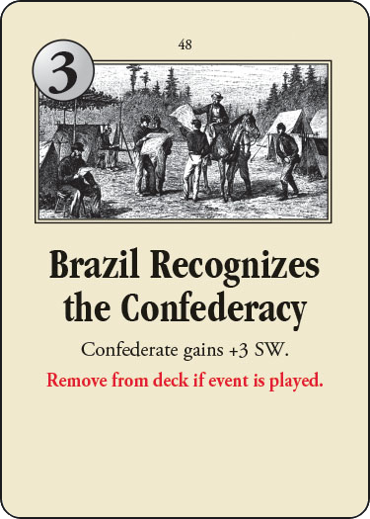 48
3
Brazil Recognizes
the Confederacy
Confederate gains +3 SW.
Remove from deck if event is played.